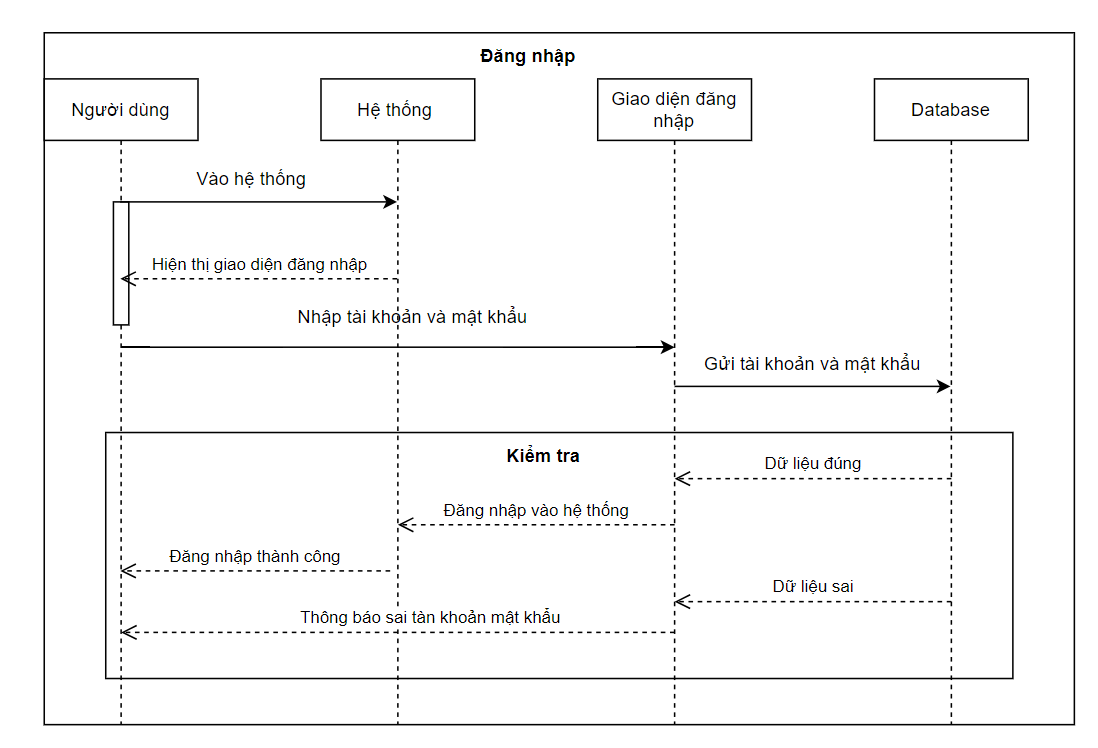 Đăng nhập
Người dùng
Hệ thống
Giao diện đăng
nhập
Database
Vào hệ thống
Hiện thị giao diện đăng nhập
Nhập tài khoản và mật khẩu
Gửi tài khoản và mật khẩu
Kiểm tra
Dữ liệu đúng
Đăng nhập vào hệ thống
Đăng nhập thành công
Dữ liệu sai
Thông báo sai tàn khoản mật khẩu